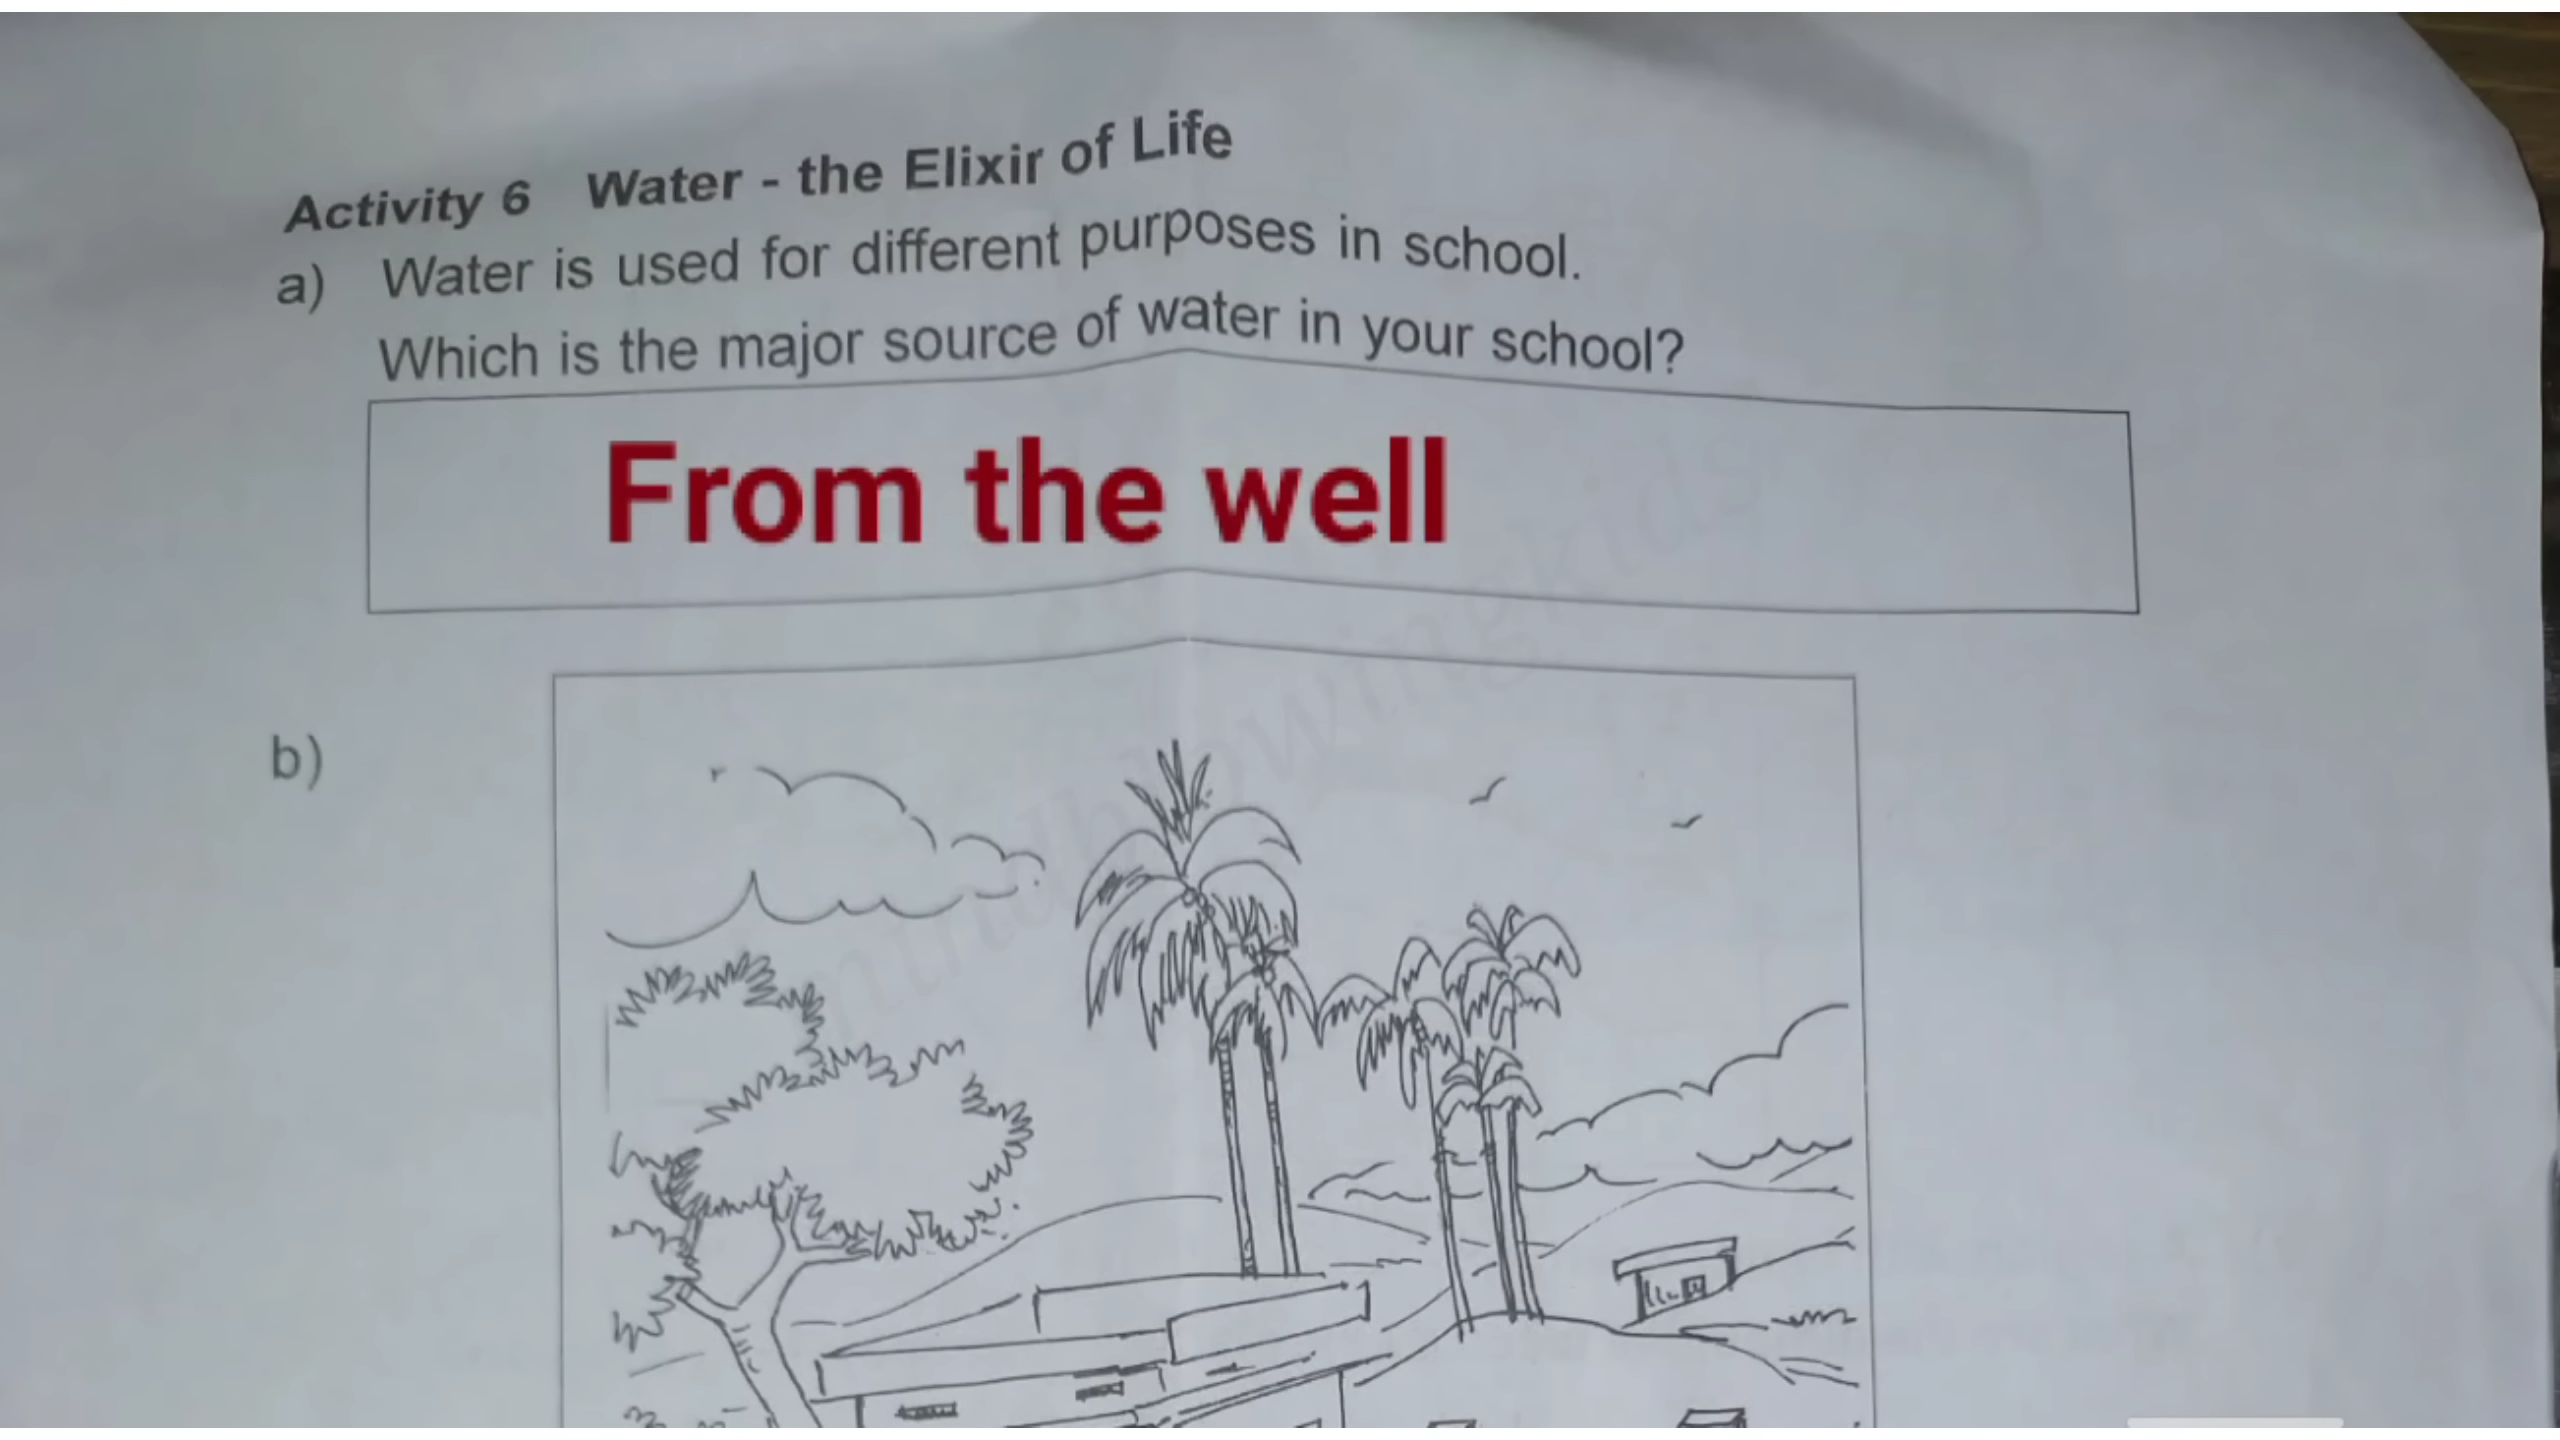 Activity 6 Water - the Elixir of Life
a) Water is used for different purposes in school.
Which is the major source of water in your school?
From the well
mindblowingkids
b)